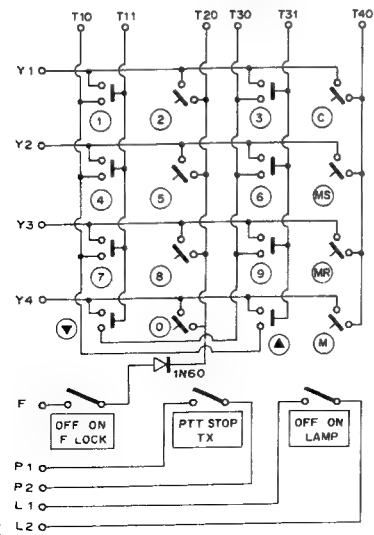 T10 T11 T20 T30 T31 T40
Y1
1 2 3 C
Y2
4 5 6 MS
Y3
7 8 9 MR
Y4
▼ 0 ▲ M
1N60
F
OFF ON
F LOCK
PTT STOP
TX
OFF ON
LAMP
P1
P2
L1
L2